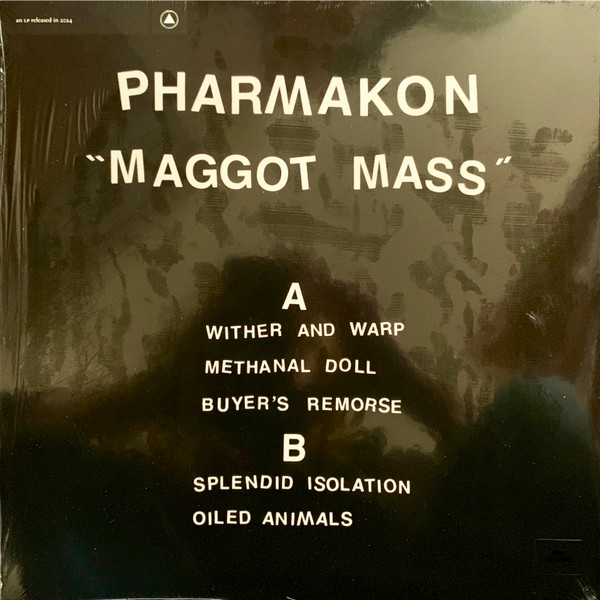 an LP released in 2024
PHARMAKON
"MAGGOT MASS"
A
WITHER AND WARP
METHANAL DOLL
BUYER'S REMORSE
B
SPLENDID ISOLATION
OILED ANIMALS